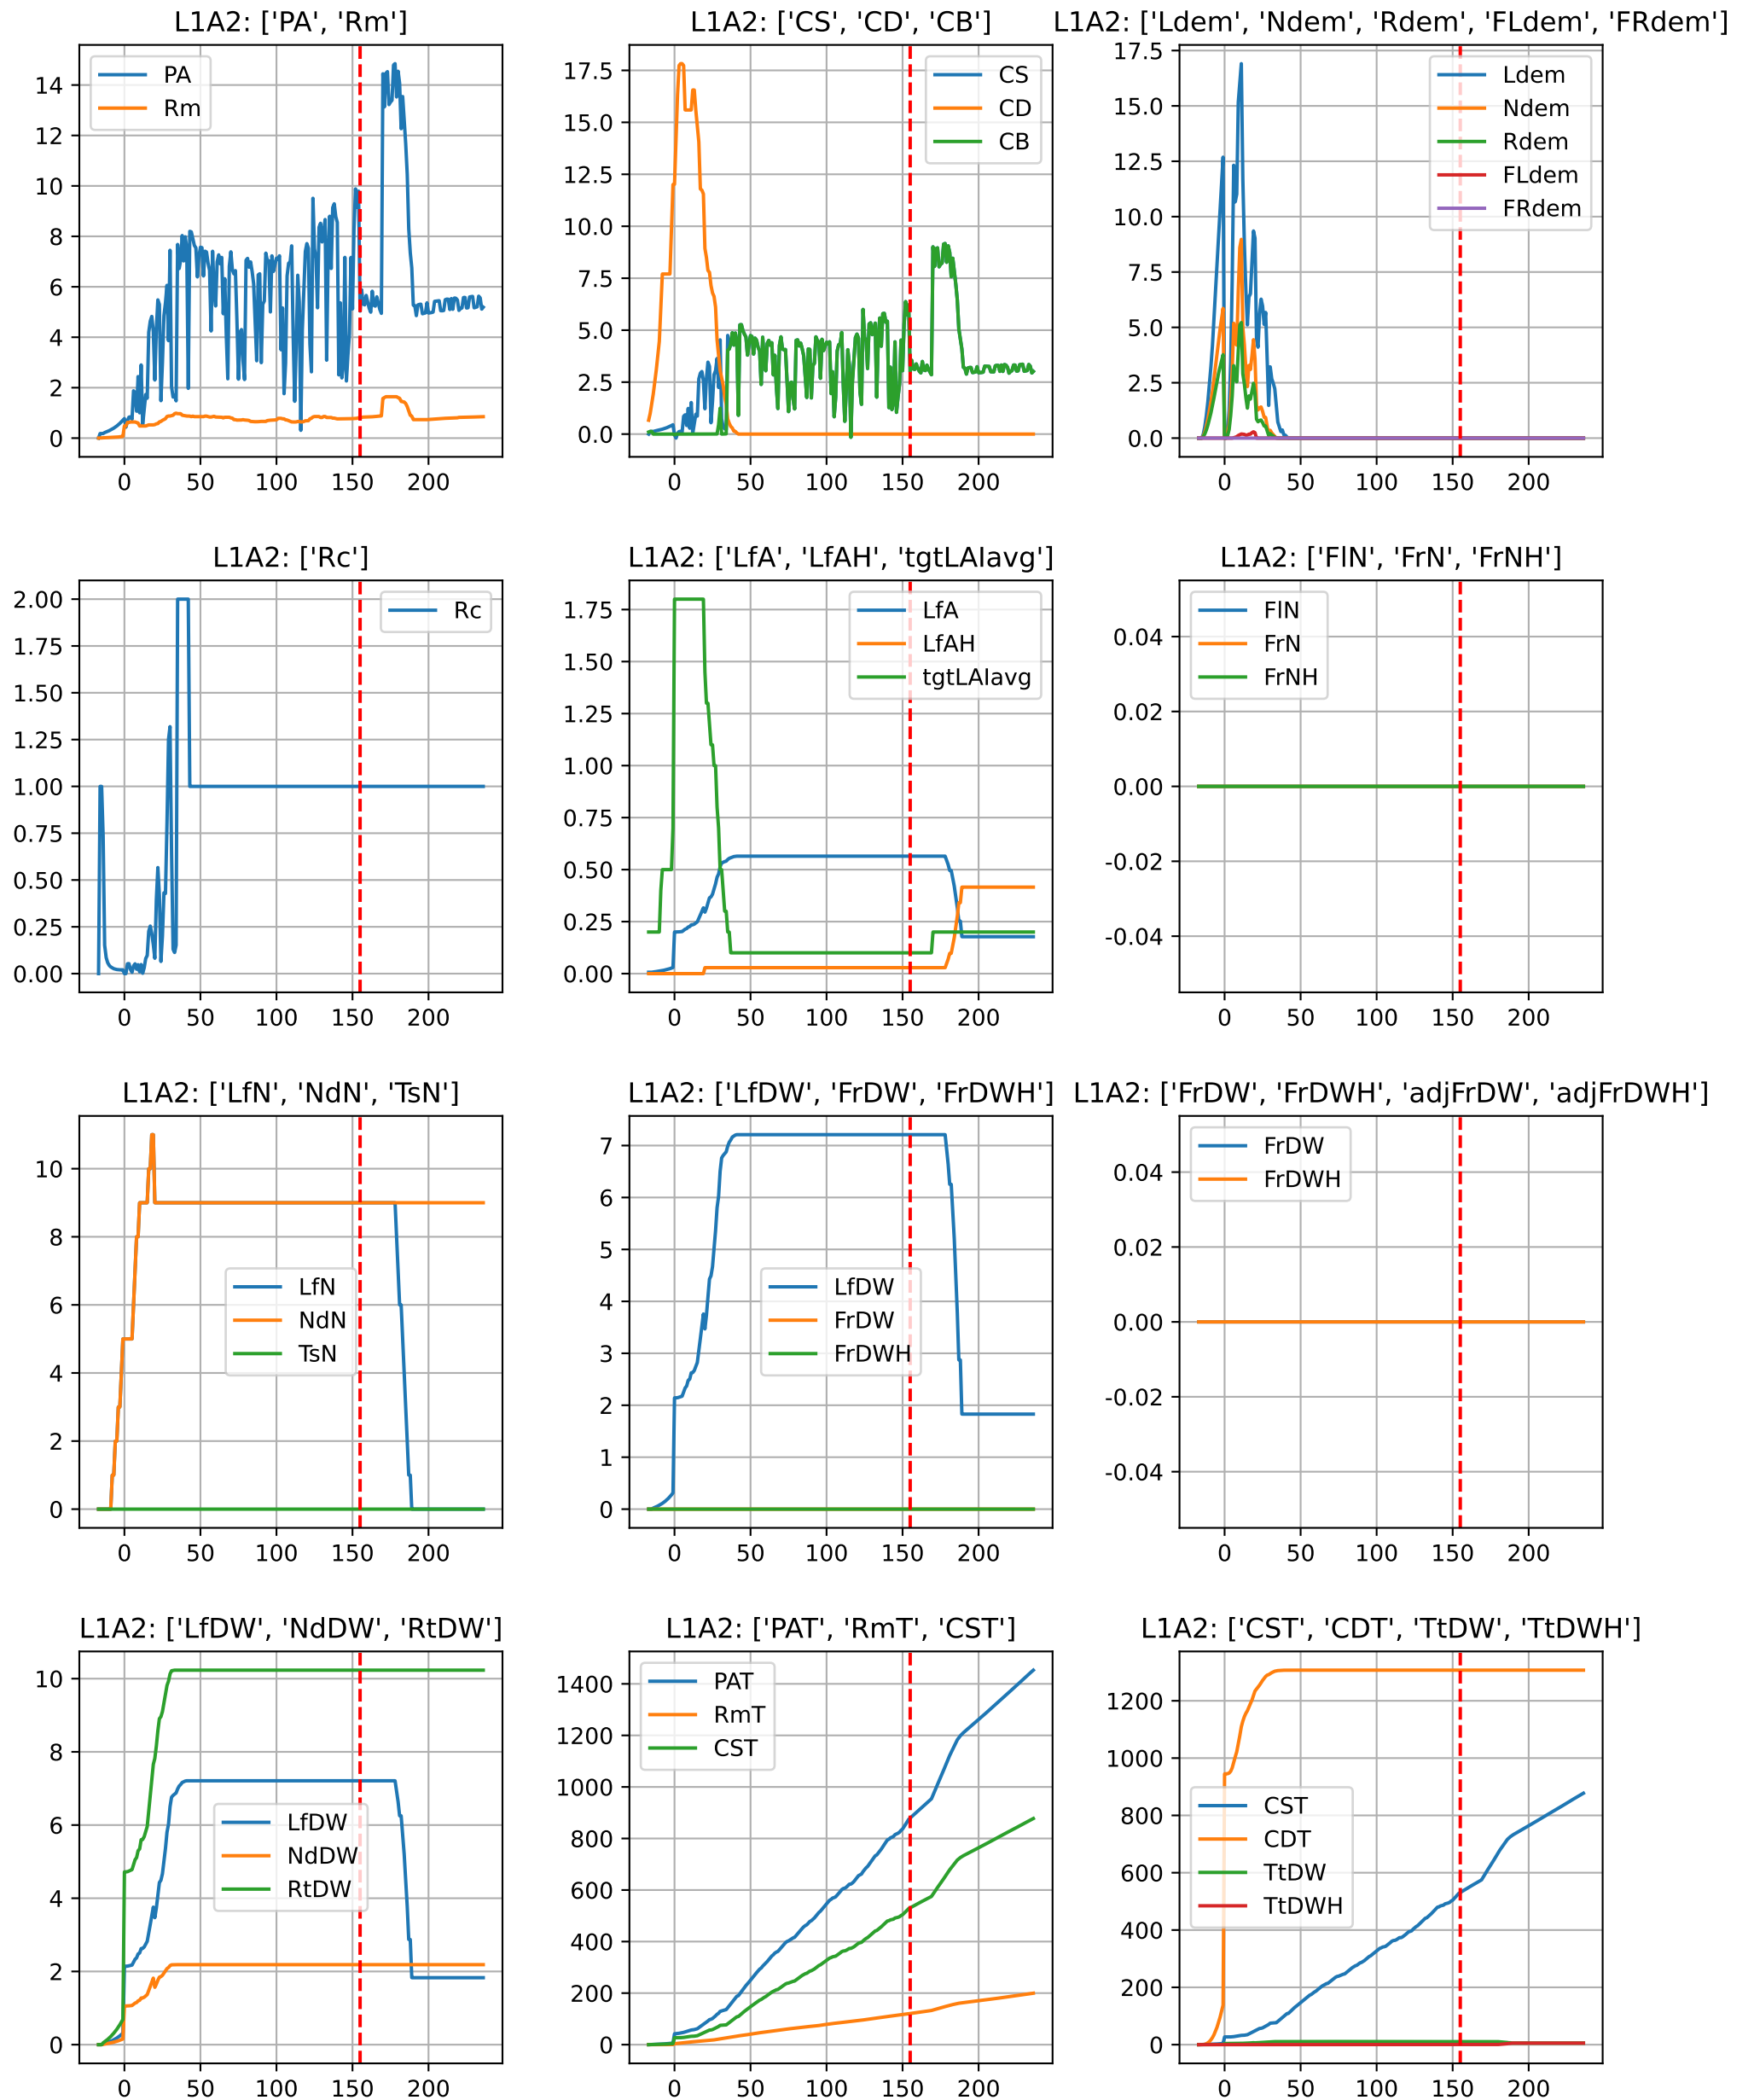 L1A2: ['PA', 'Rm']
PA
Rm
14
12
10
8
6
4
2
0
0 50 100 150 200
L1A2: ['CS', 'CD', 'CB']
CS
CD
CB
17.5
15.0
12.5
10.0
7.5
5.0
2.5
0.0
0 50 100 150 200
L1A2: ['Ldem', 'Ndem', 'Rdem', 'FLdem', 'FRdem']
Ldem
Ndem
Rdem
FLdem
FRdem
17.5
15.0
12.5
10.0
7.5
5.0
2.5
0.0
0 50 100 150 200
L1A2: ['Rc']
Rc
2.00
1.75
1.50
1.25
1.00
0.75
0.50
0.25
0.00
0 50 100 150 200
L1A2: ['LfA', 'LfAH', 'tgtLAIavg']
LfA
LfAH
tgtLAIavg
1.75
1.50
1.25
1.00
0.75
0.50
0.25
0.00
0 50 100 150 200
L1A2: ['FlN', 'FrN', 'FrNH']
FlN
FrN
FrNH
0.04
0.02
0.00
-0.02
-0.04
0 50 100 150 200
L1A2: ['LfN', 'NdN', 'TsN']
LfN
NdN
TsN
10
8
6
4
2
0
0 50 100 150 200
L1A2: ['LfDW', 'FrDW', 'FrDWH']
LfDW
FrDW
FrDWH
7
6
5
4
3
2
1
0
0 50 100 150 200
L1A2: ['FrDW', 'FrDWH', 'adjFrDW', 'adjFrDWH']
FrDW
FrDWH
0.04
0.02
0.00
-0.02
-0.04
0 50 100 150 200
L1A2: ['LfDW', 'NdDW', 'RtDW']
LfDW
NdDW
RtDW
10
8
6
4
2
0
0 50 100 150 200
L1A2: ['PAT', 'RmT', 'CST']
PAT
RmT
CST
1400
1200
1000
800
600
400
200
0
0 50 100 150 200
L1A2: ['CST', 'CDT', 'TtDW', 'TtDWH']
CST
CDT
TtDW
TtDWH
1200
1000
800
600
400
200
0
0 50 100 150 200